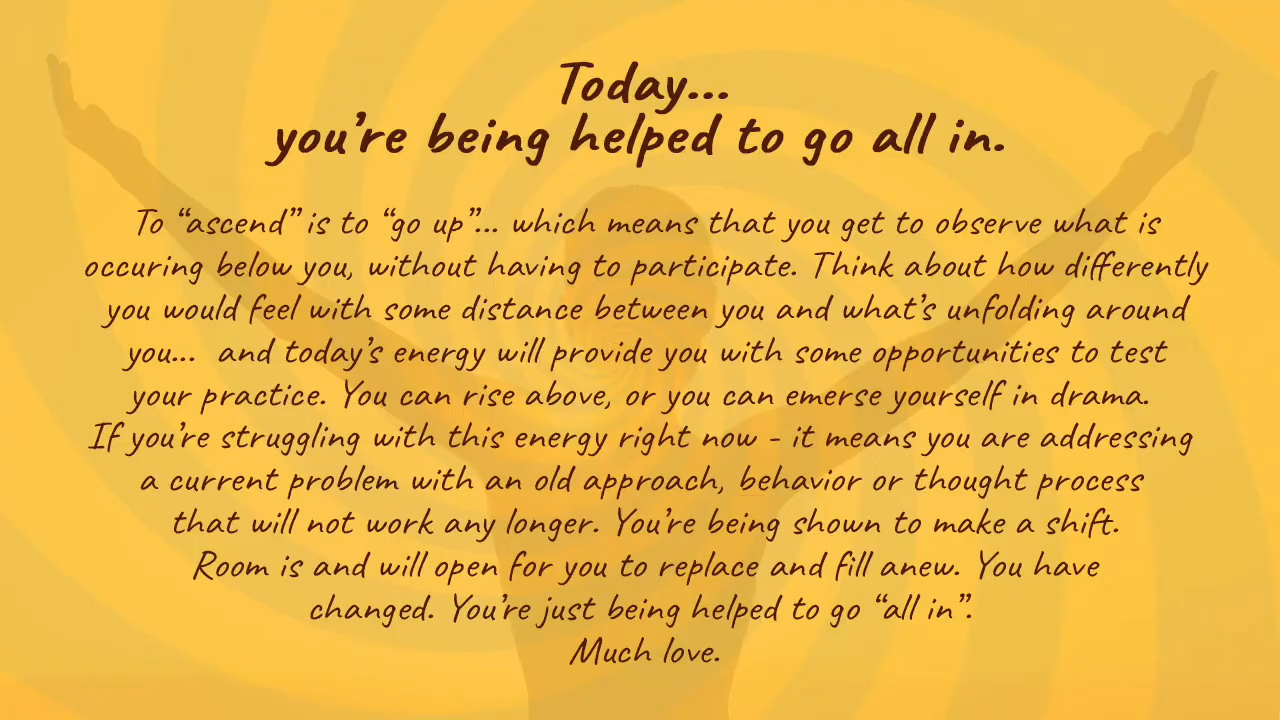 Today...
you’re being helped to go all in.
To “ascend” is to “go up”... which means that you get to observe what is
occuring below you, without having to participate. Think about how differently
you would feel with some distance between you and what’s unfolding around
you... and today’s energy will provide you with some opportunities to test
your practice. You can rise above, or you can emerse yourself in drama.
If you’re struggling with this energy right now - it means you are addressing
a current problem with an old approach, behavior or thought process
that will not work any longer. You’re being shown to make a shift.
Room is and will open for you to replace and fill anew. You have
changed. You’re just being helped to go “all in”.
Much love.